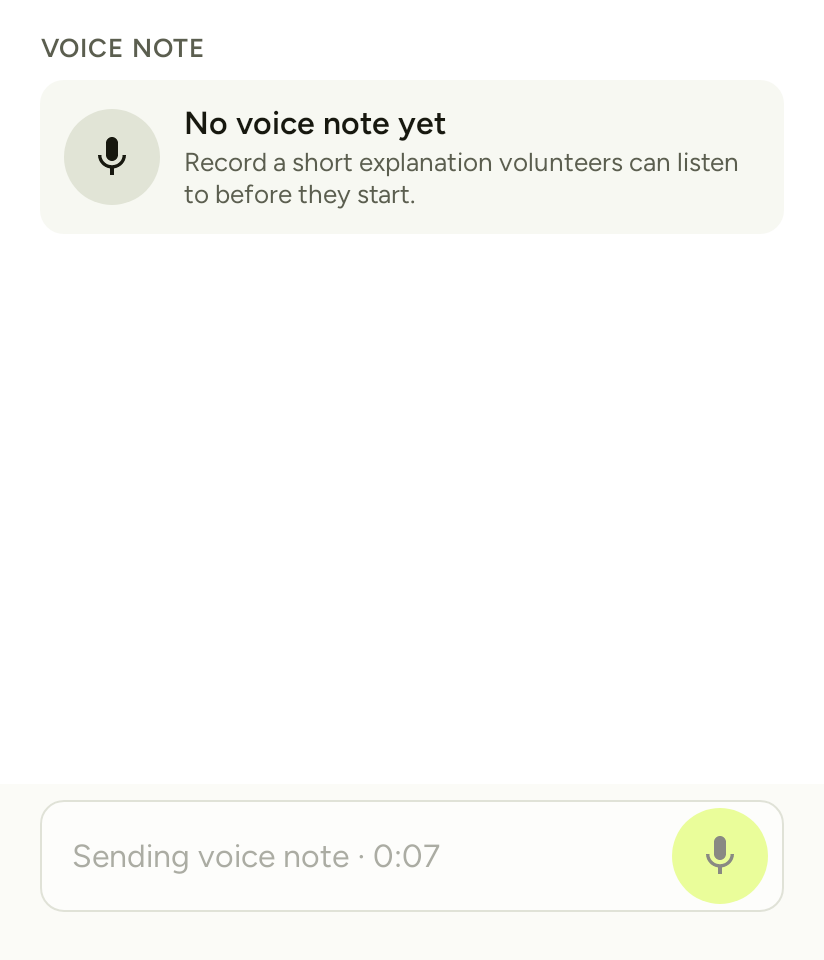 VOICE NOTE
No voice note yet
Record a short explanation volunteers can listen
to before they start.
Sending voice note · 0:07